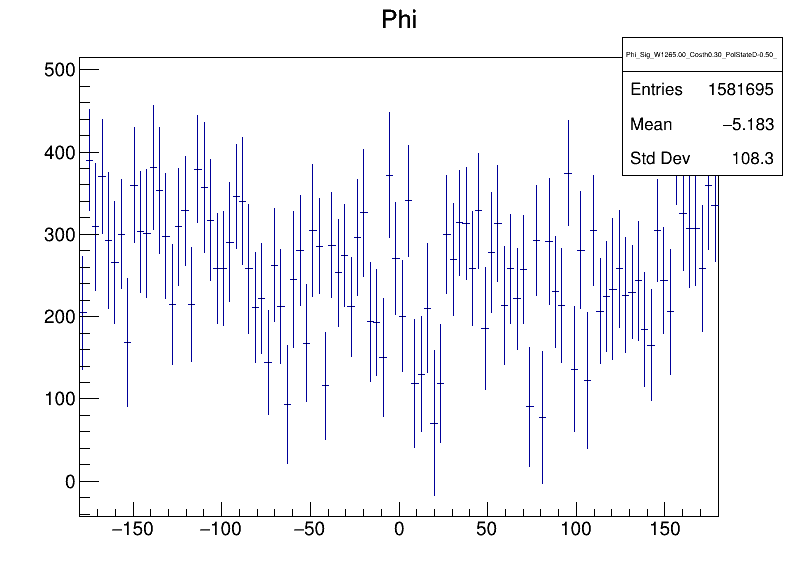 Phi
Phi_Sig_W1265.00_Costh0.30_PolStateD-0.50_
Entries 1581695
Mean −5.183
Std Dev 108.3
500
400
300
200
100
0
−150 −100 −50 0 50 100 150